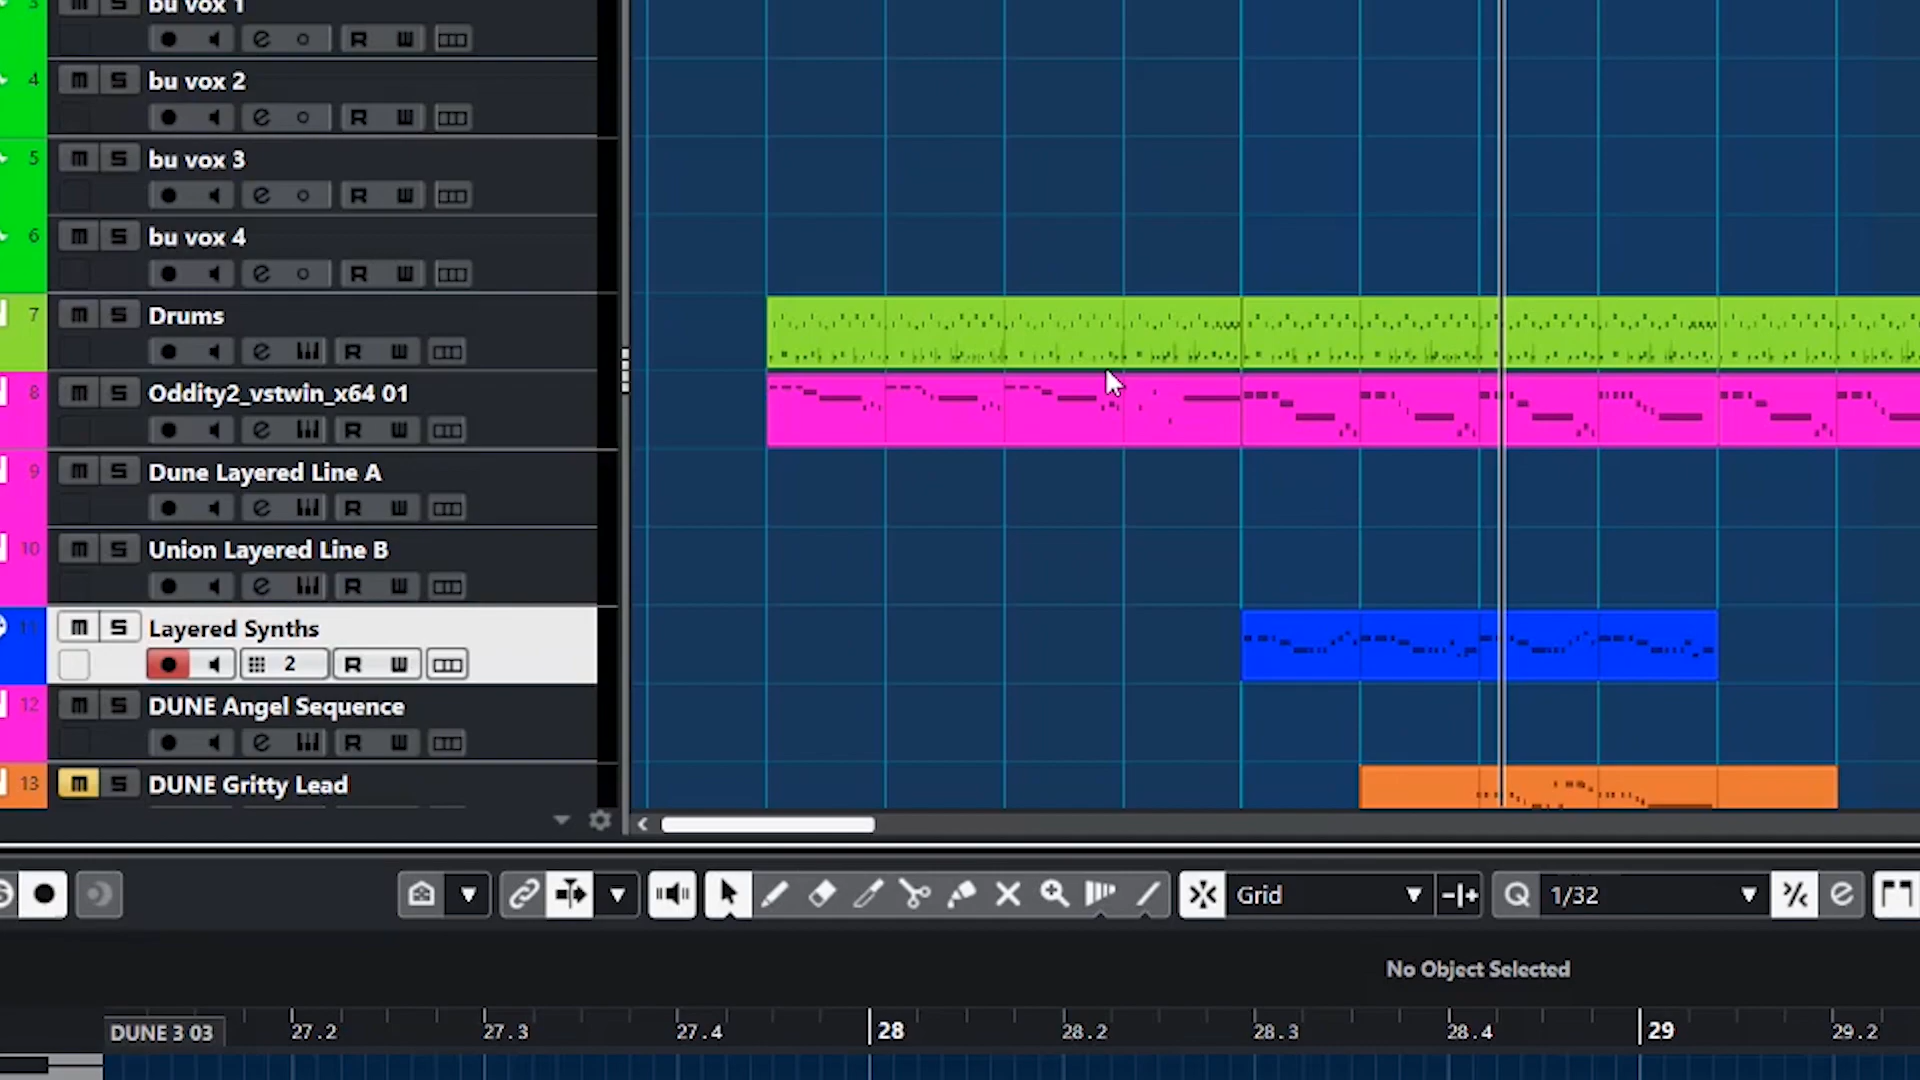 3 m S bu vox 1
R W
4 m S bu vox 2
e R W
5 m S bu vox 3
e R W
6 m S bu vox 4
e R W
7 m S Drums
e R W
8 m S Oddity2_vstwin_x64 01
e R W
9 m S Dune Layered Line A
e R W
10 m S Union Layered Line B
e R W
11 m S Layered Synths
2 R W
12 m S DUNE Angel Sequence
e R W
13 m S DUNE Gritty Lead
Grid Q 1/32 e
No Object Selected
DUNE 3 03 27.2 27.3 27.4 28 28.2 28.3 28.4 29 29.2